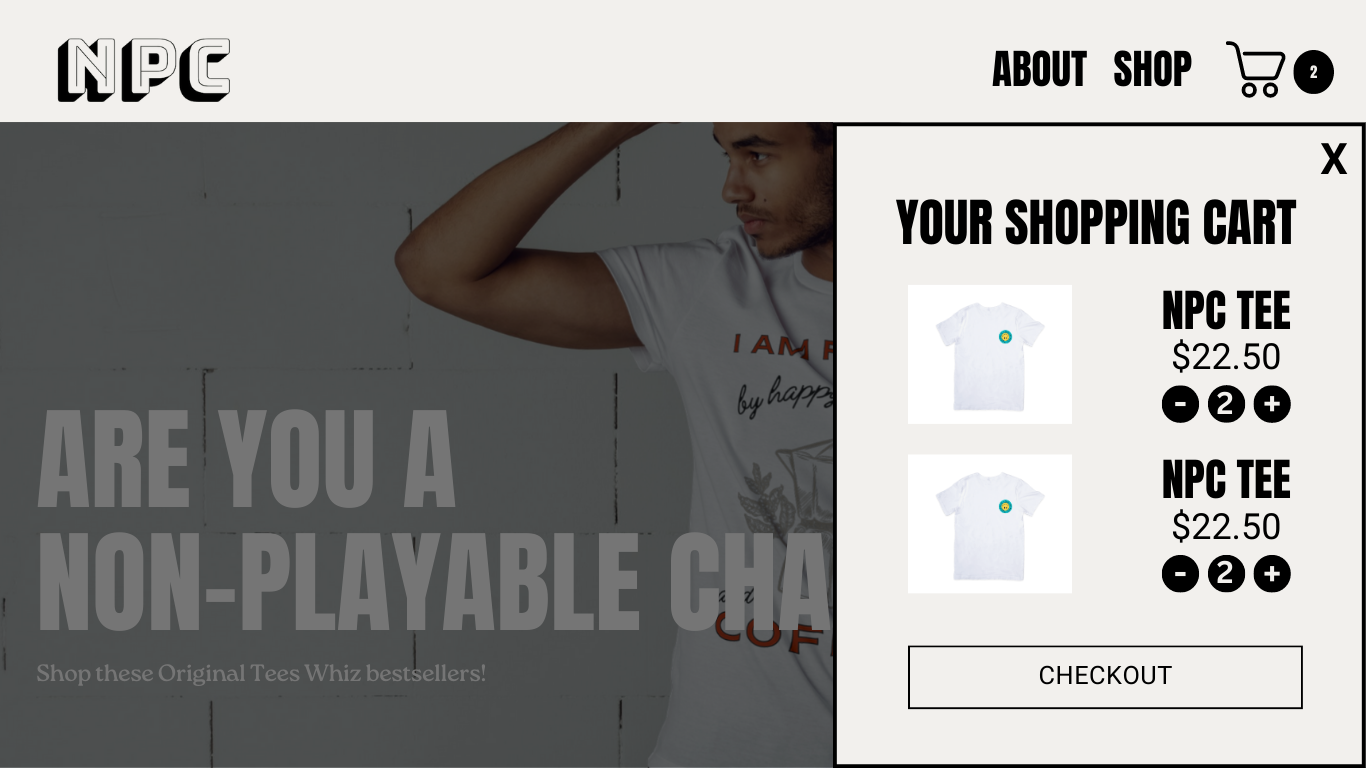 NPC
ABOUT SHOP
2
X
YOUR SHOPPING CART
NPC TEE
$22.50
- 2 +
NPC TEE
$22.50
- 2 +
CHECKOUT
I AM
by happy
ARE YOU A
NON-PLAYABLE CHA
and
COF
Shop these Original Tees Whiz bestsellers!